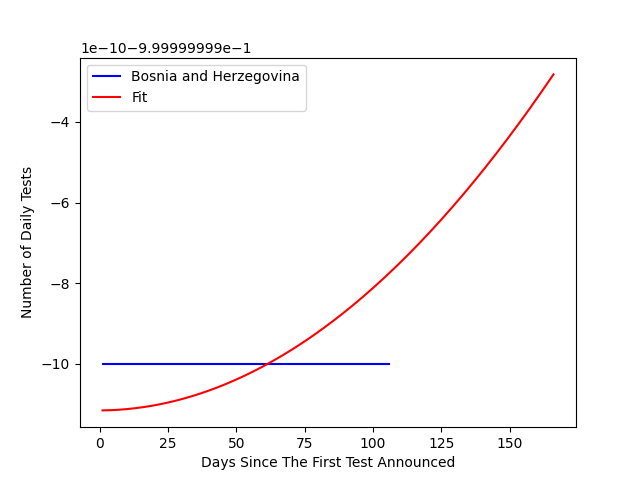 1e−10−9.99999999e−1
Bosnia and Herzegovina
Fit
−4
−6
−8
−10
Number of Daily Tests
0 25 50 75 100 125 150
Days Since The First Test Announced